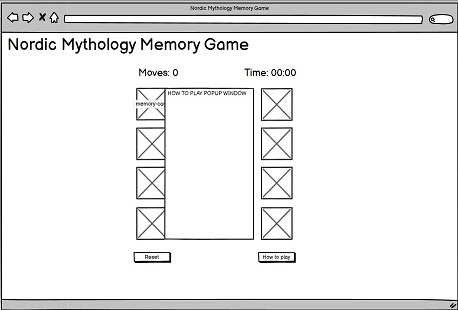 Nordic Mythology Memory Game
Nordic Mythology Memory Game
Moves: 0 Time: 00:00
HOW TO PLAY POPUP WINDOW
memory-car
Reset How to play